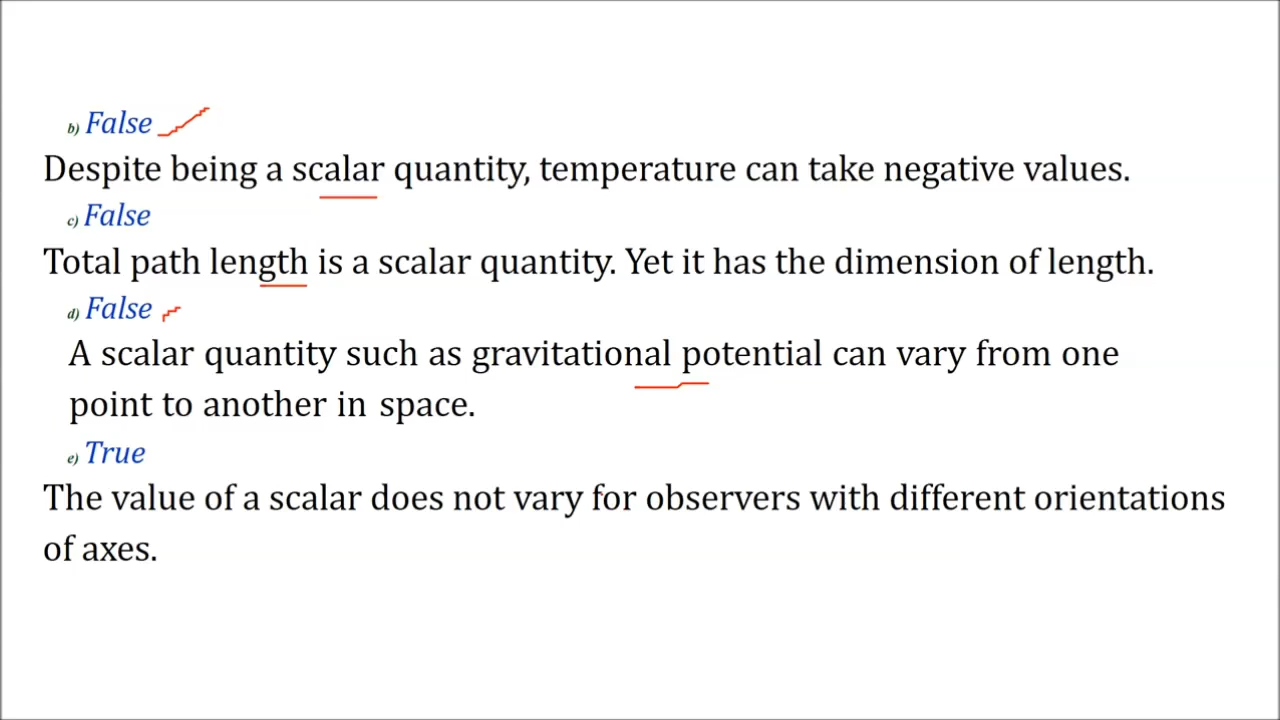 b) False
Despite being a scalar quantity, temperature can take negative values.
c) False
Total path length is a scalar quantity. Yet it has the dimension of length.
d) False
A scalar quantity such as gravitational potential can vary from one
point to another in space.
e) True
The value of a scalar does not vary for observers with different orientations
of axes.